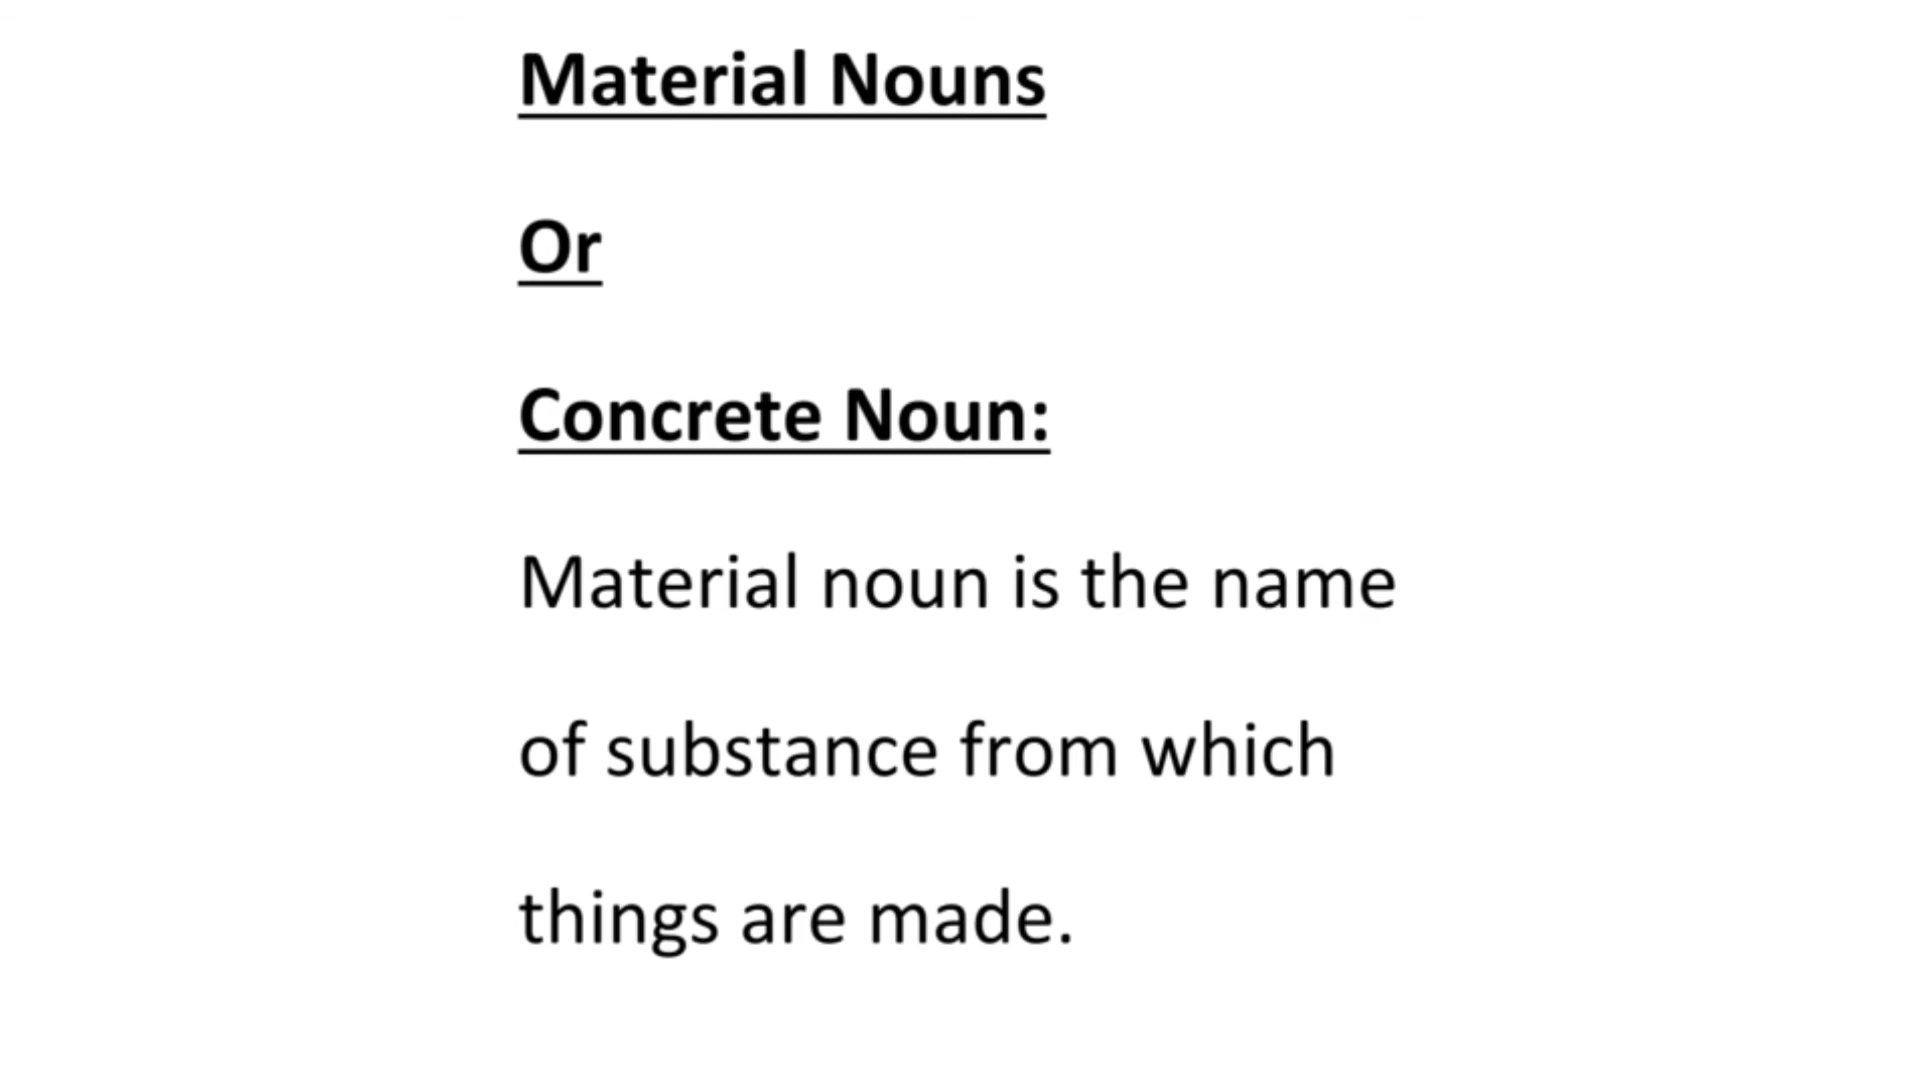 Material Nouns
Or
Concrete Noun:
Material noun is the name
of substance from which
things are made.